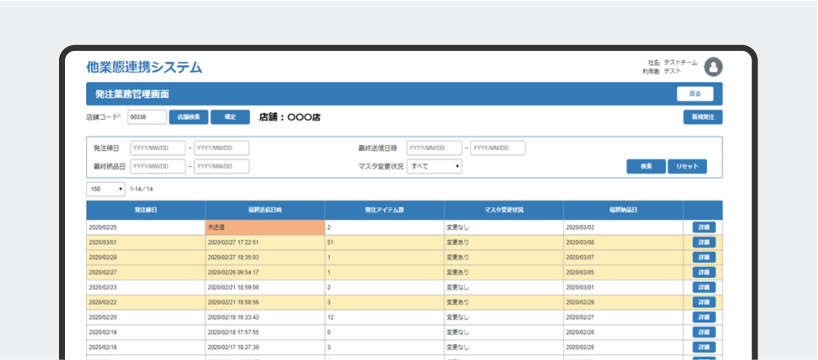 他業態連携システム
社名 テストチーム
利用者 テスト
発注業務管理画面 戻る
店舗コード* 00338 店舗検索 確定 店舗：〇〇〇店 新規発注
発注締日 YYYY/MM/DD ~ YYYY/MM/DD 最終送信日時 YYYY/MM/DD ~ YYYY/MM/DD
最終納品日 YYYY/MM/DD ~ YYYY/MM/DD マスタ変更状況 すべて 検索 リセット
150 1-14／14
発注締日 最終送信日時 発注アイテム数 マスタ変更状況 最終納品日
2020/02/25 未送信 2 変更なし 2020/03/03 詳細
2020/03/01 2020/02/27 17:22:51 51 変更あり 2020/03/08 詳細
2020/02/29 2020/02/27 18:35:03 1 変更あり 2020/03/07 詳細
2020/02/27 2020/02/26 09:54:17 1 変更あり 2020/03/05 詳細
2020/02/23 2020/02/21 18:59:09 2 変更なし 2020/03/01 詳細
2020/02/22 2020/02/21 18:58:56 3 変更あり 2020/02/29 詳細
2020/02/20 2020/02/19 16:33:43 12 変更なし 2020/02/27 詳細
2020/02/19 2020/02/18 17:57:55 0 変更なし 2020/02/26 詳細
2020/02/18 2020/02/17 18:27:39 3 変更なし 2020/02/25 詳細